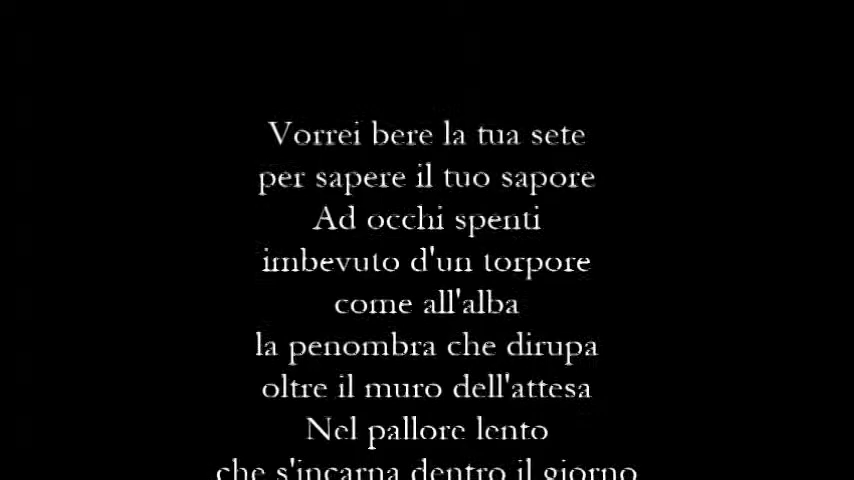 Vorrei bere la tua sete
per sapere il tuo sapore
Ad occhi spenti
imbevuto d'un torpore
come all'alba
la penombra che dirupa
oltre il muro dell'attesa
Nel pallore lento
che s'incarna dentro il giorno